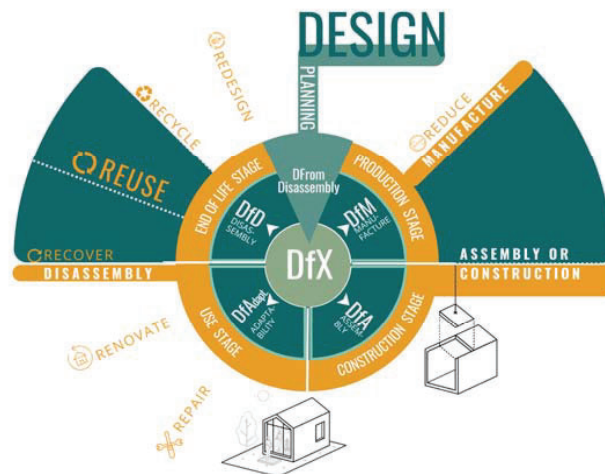 DESIGN
PLANNING
REDESIGN
RECYCLE
REUSE
RECOVER
DISASSEMBLY
REDUCE
MANUFACTURE
ASSEMBLY OR
CONSTRUCTION
END OF LIFE STAGE
PRODUCTION STAGE
DFrom
Disassembly
DfD
DISAS-
SEMBLY
DfM
MANU-
FACTURE
DfX
DfAdapt
ADAPTA-
BILITY
DfA
ASSEM-
BLY
USE STAGE
CONSTRUCTION STAGE
RENOVATE
REPAIR